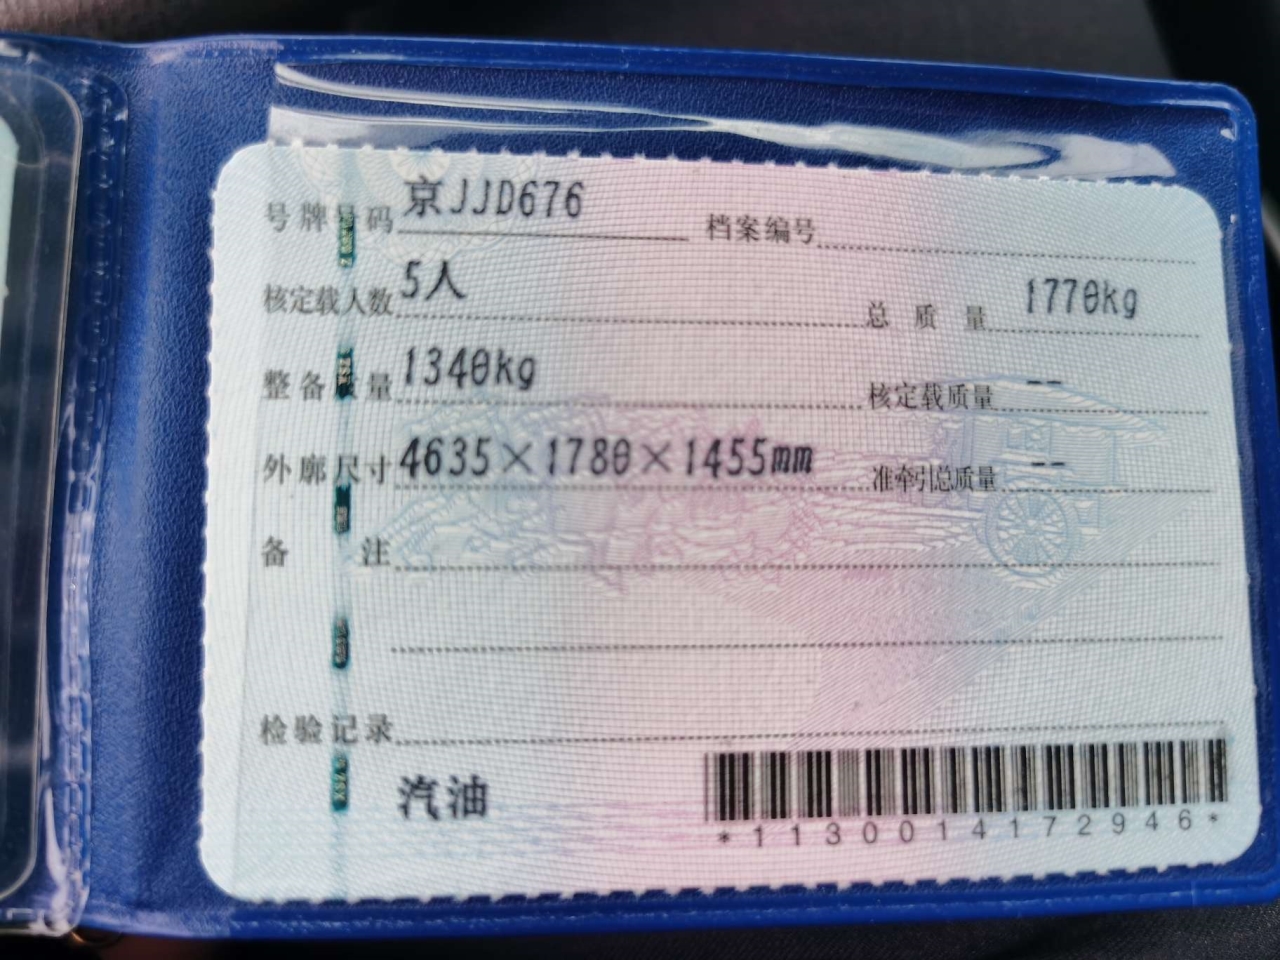 号牌号码 京JJD676 档案编号
核定载人数 5人 总质量 1770kg
整备质量 1340kg 核定载质量 --
外廓尺寸 4635×1780×1455mm 准牵引总质量 --
备注
检验记录
汽油
*1130014172946*